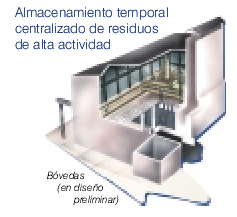 Almacenamiento temporal
centralizado de residuos
de alta actividad
Bóvedas
(en diseño
preliminar)